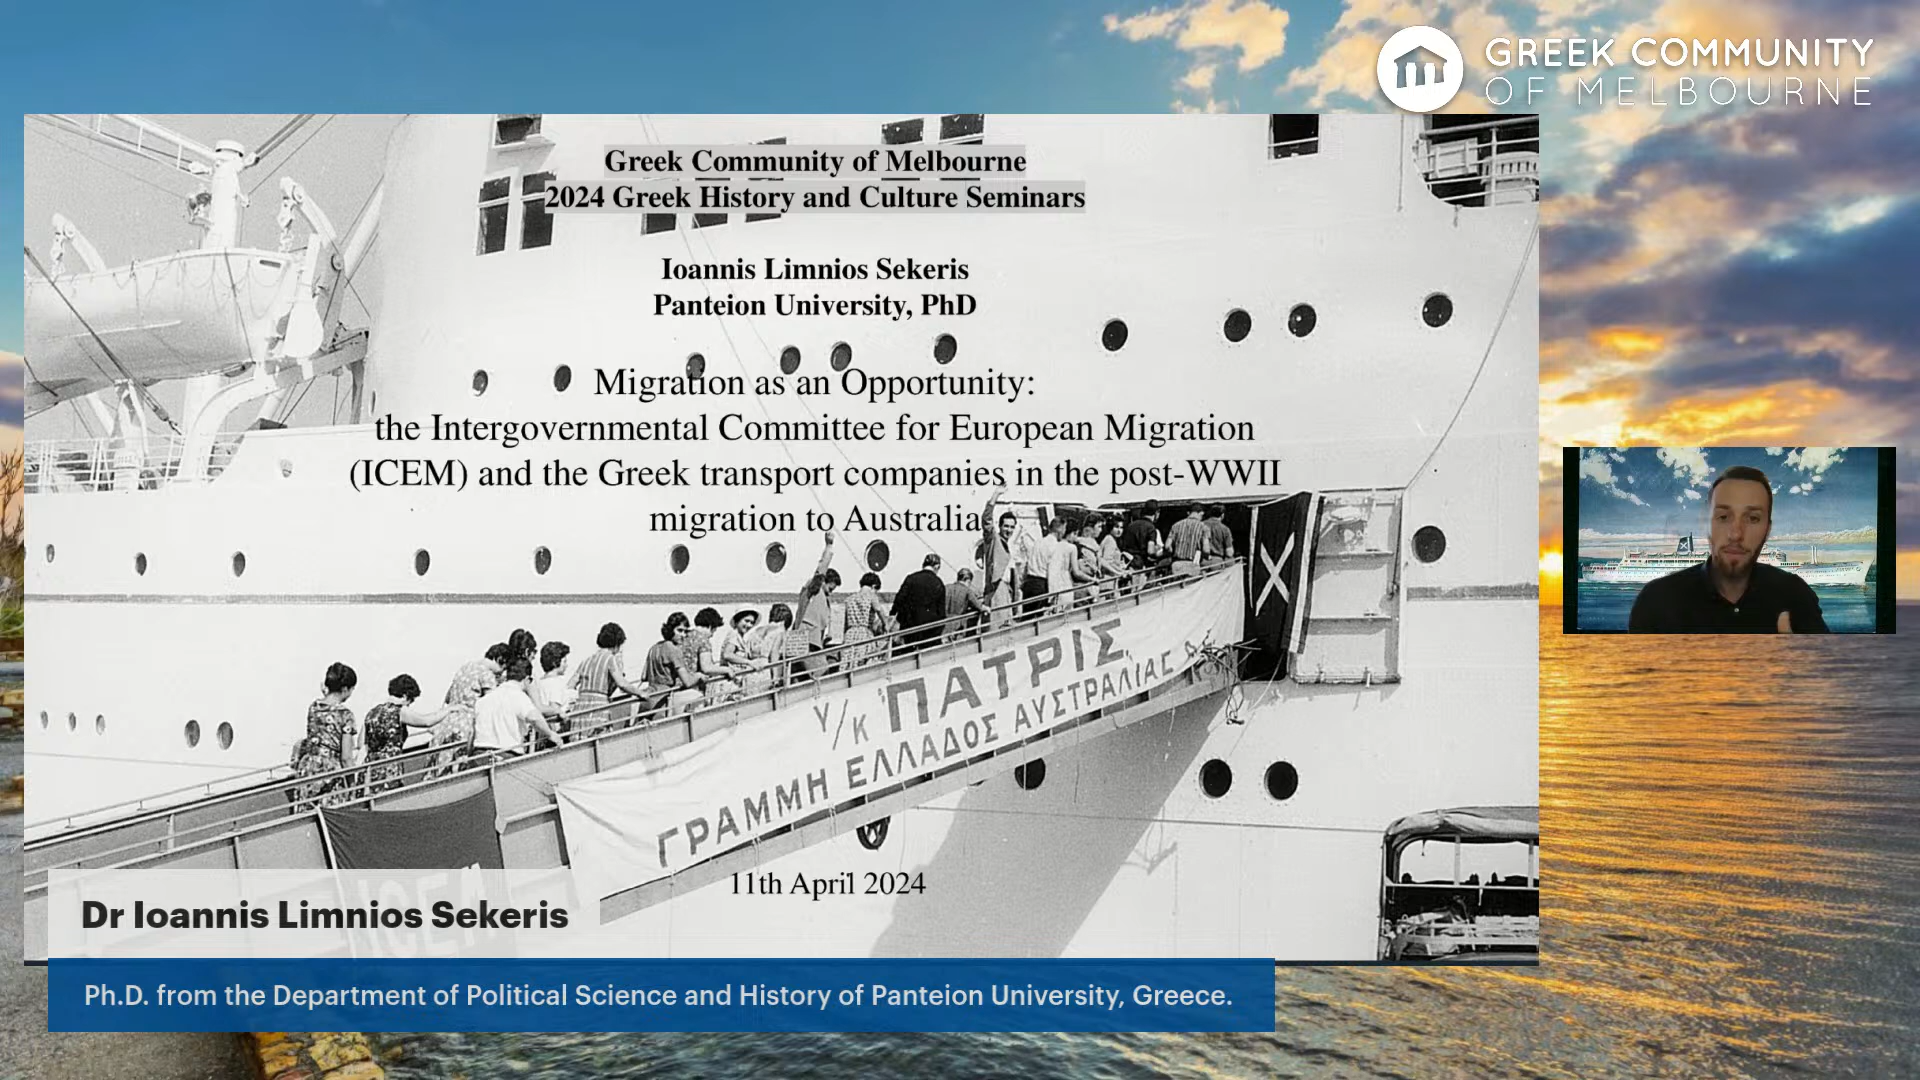 GREEK COMMUNITY
OF MELBOURNE
Greek Community of Melbourne
2024 Greek History and Culture Seminars
Ioannis Limnios Sekeris
Panteion University, PhD
Migration as an Opportunity:
the Intergovernmental Committee for European Migration
(ICEM) and the Greek transport companies in the post-WWII
migration to Australia
Υ/Κ ΠΑΤΡΙΣ
ΓΡΑΜΜΗ ΕΛΛΑΔΟΣ ΑΥΣΤΡΑΛΙΑΣ
11th April 2024
Dr Ioannis Limnios Sekeris
Ph.D. from the Department of Political Science and History of Panteion University, Greece.